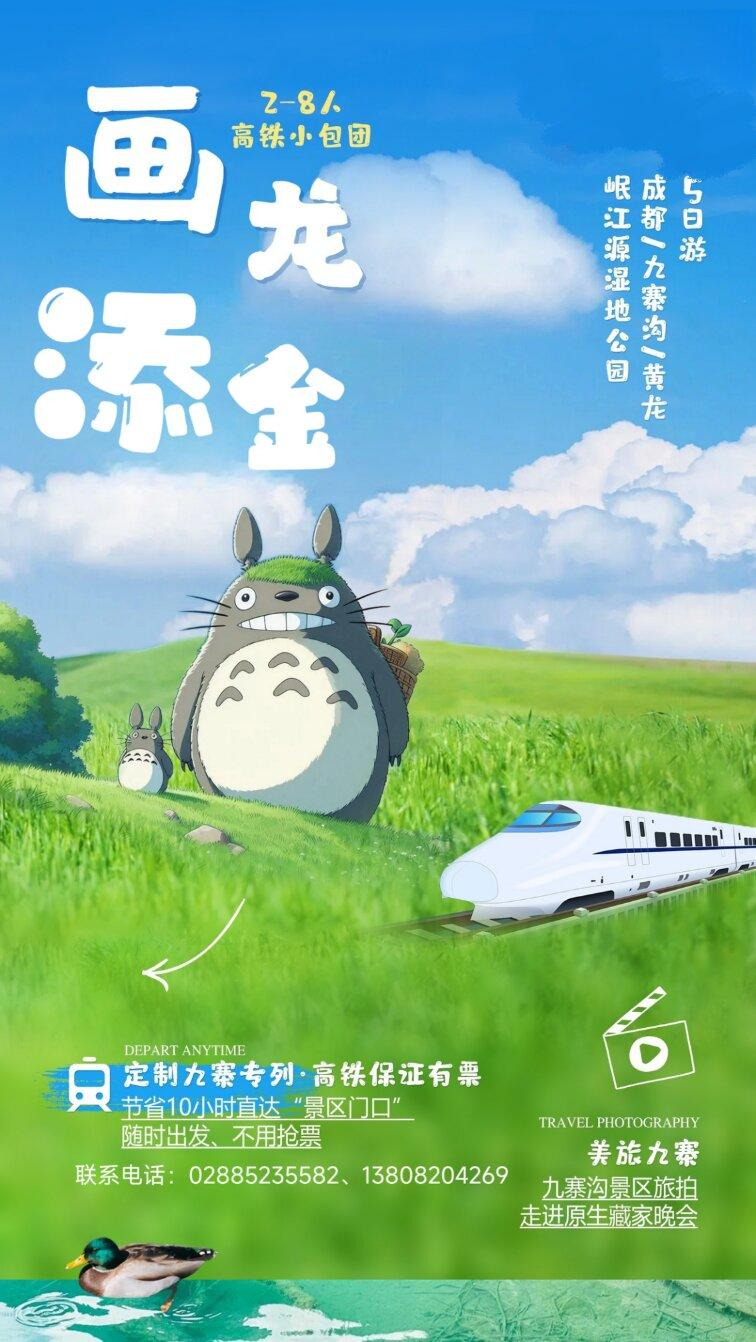 画龙添金
2-8人
高铁小包团
5日游
成都/九寨沟/黄龙
岷江源湿地公园
DEPART ANYTIME
定制九寨专列·高铁保证有票
节省10小时直达“景区门口”
随时出发、不用抢票
联系电话：02885235582、13808204269
TRAVEL PHOTOGRAPHY
美旅九寨
九寨沟景区旅拍
走进原生藏家晚会